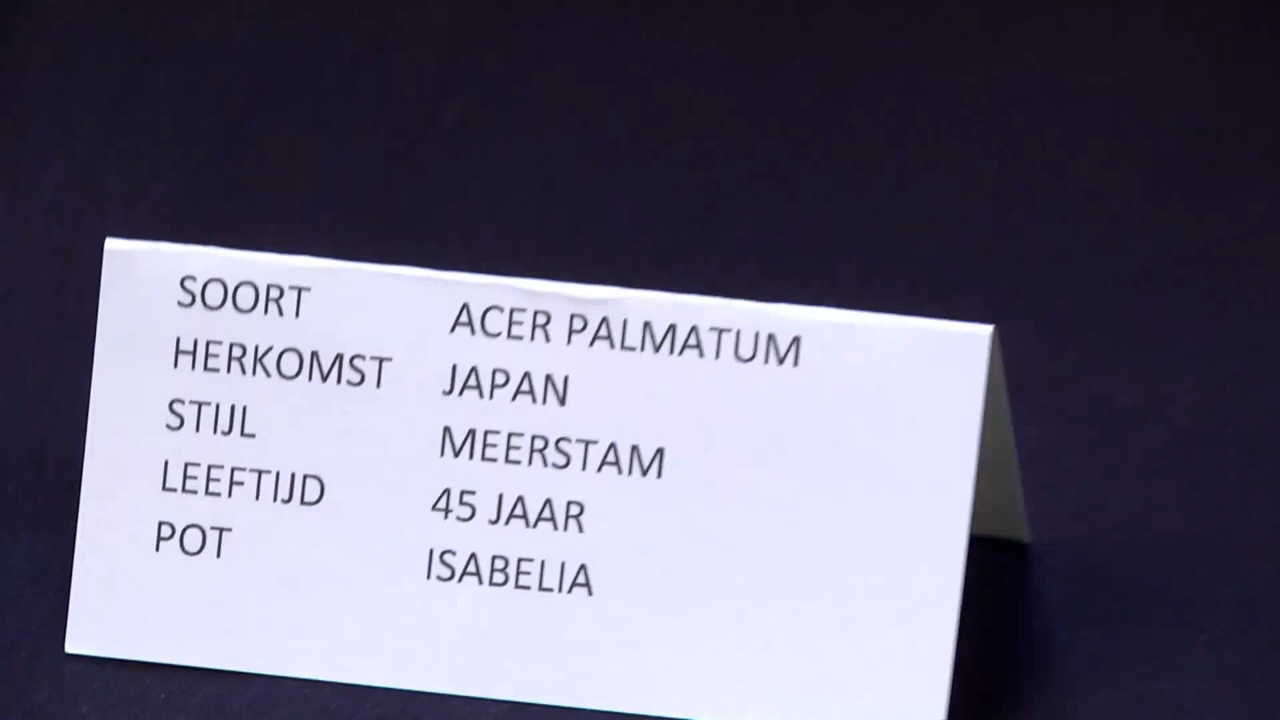 SOORT ACER PALMATUM
HERKOMST JAPAN
STIJL MEERSTAM
LEEFTIJD 45 JAAR
POT ISABELIA